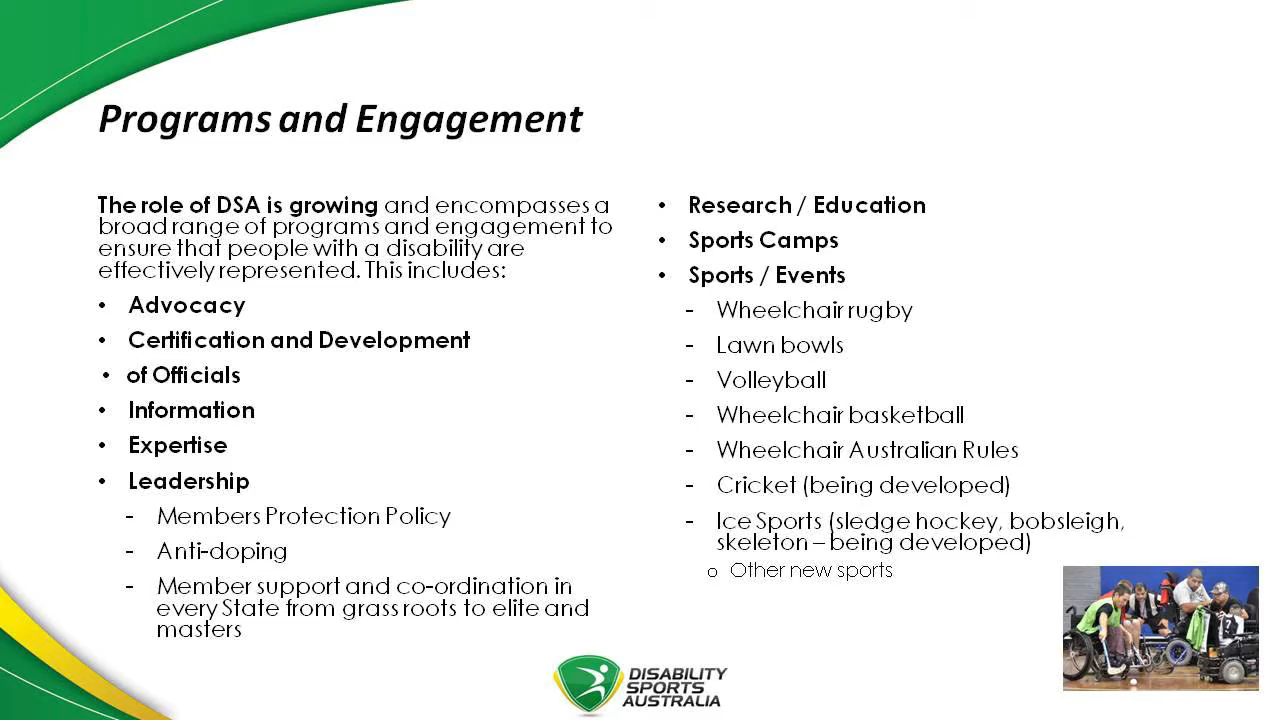 Programs and Engagement
The role of DSA is growing and encompasses a
broad range of programs and engagement to
ensure that people with a disability are
effectively represented. This includes:
• Advocacy
• Certification and Development
• of Officials
• Information
• Expertise
• Leadership
- Members Protection Policy
- Anti-doping
- Member support and co-ordination in
every State from grass roots to elite and
masters
• Research / Education
• Sports Camps
• Sports / Events
- Wheelchair rugby
- Lawn bowls
- Volleyball
- Wheelchair basketball
- Wheelchair Australian Rules
- Cricket (being developed)
- Ice Sports (sledge hockey, bobsleigh,
skeleton – being developed)
o Other new sports
DISABILITY
SPORTS
AUSTRALIA